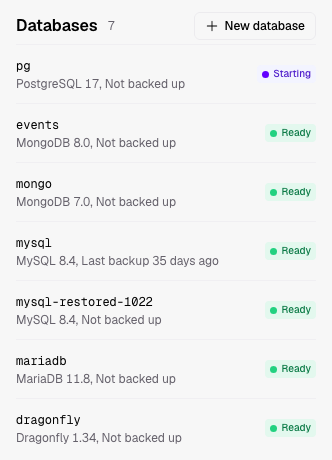 Databases 7
New database
pg
Starting
PostgreSQL 17, Not backed up
events
Ready
MongoDB 8.0, Not backed up
mongo
Ready
MongoDB 7.0, Not backed up
mysql
Ready
MySQL 8.4, Last backup 35 days ago
mysql-restored-1022
Ready
MySQL 8.4, Not backed up
mariadb
Ready
MariaDB 11.8, Not backed up
dragonfly
Ready
Dragonfly 1.34, Not backed up